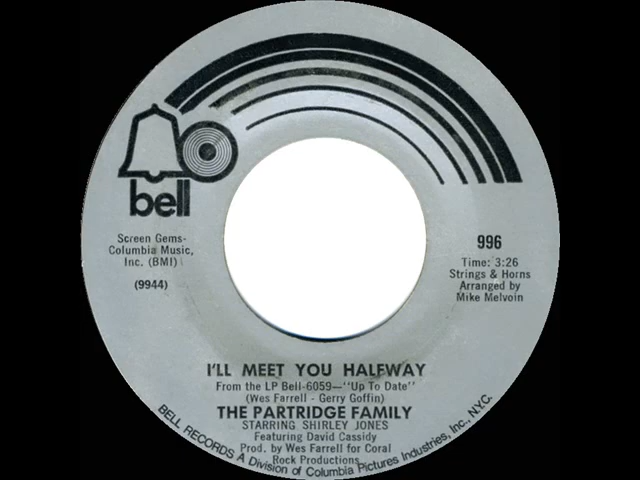 bell
Screen Gems-
Columbia Music,
Inc. (BMI)
(9944)
996
Time: 3:26
Strings & Horns
Arranged by
Mike Melvoin
I'LL MEET YOU HALFWAY
From the LP Bell-6059—"Up To Date"
(Wes Farrell - Gerry Goffin)
THE PARTRIDGE FAMILY
STARRING SHIRLEY JONES
Featuring David Cassidy
Prod. by Wes Farrell for Coral
Rock Productions
BELL RECORDS A Division of Columbia Pictures Industries, Inc., N.Y.C.